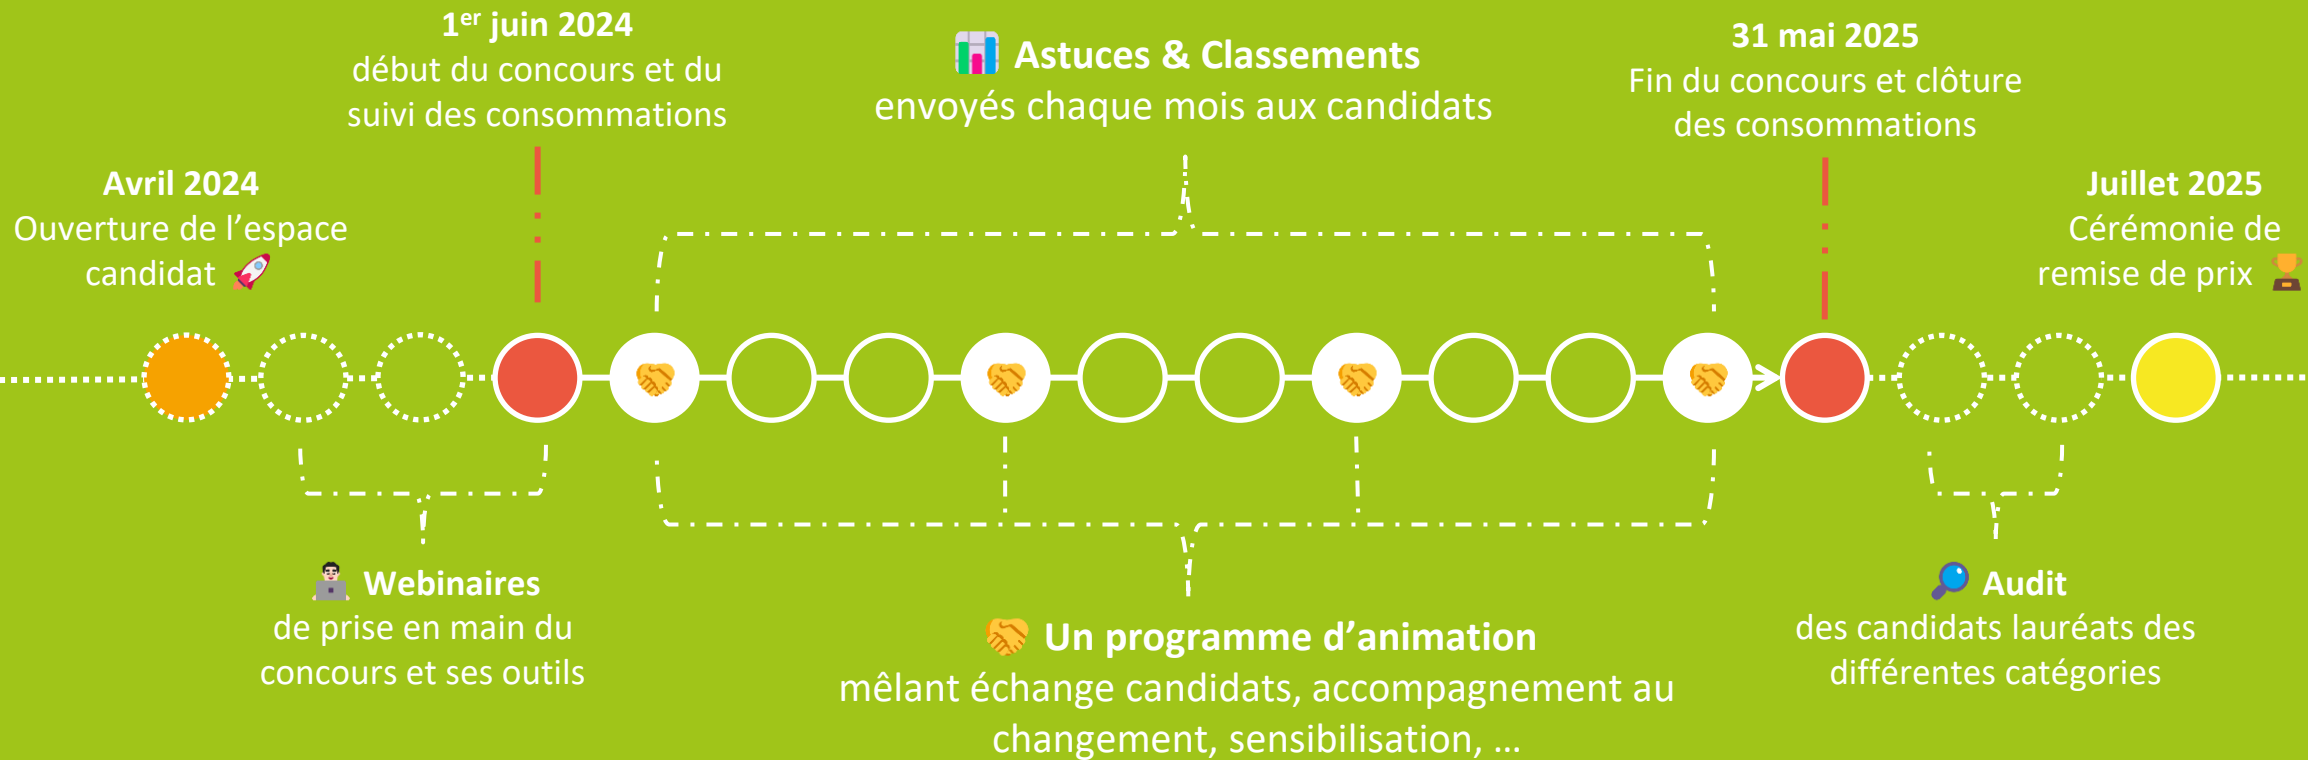 Avril 2024
Ouverture de l’espace
candidat 🚀
1er juin 2024
début du concours et du
suivi des consommations
📊 Astuces & Classements
envoyés chaque mois aux candidats
31 mai 2025
Fin du concours et clôture
des consommations
Juillet 2025
Cérémonie de
remise de prix 🏆
👨🏻‍💻 Webinaires
de prise en main du
concours et ses outils
🤝 Un programme d’animation
mêlant échange candidats, accompagnement au
changement, sensibilisation, ...
🔎 Audit
des candidats lauréats des
différentes catégories